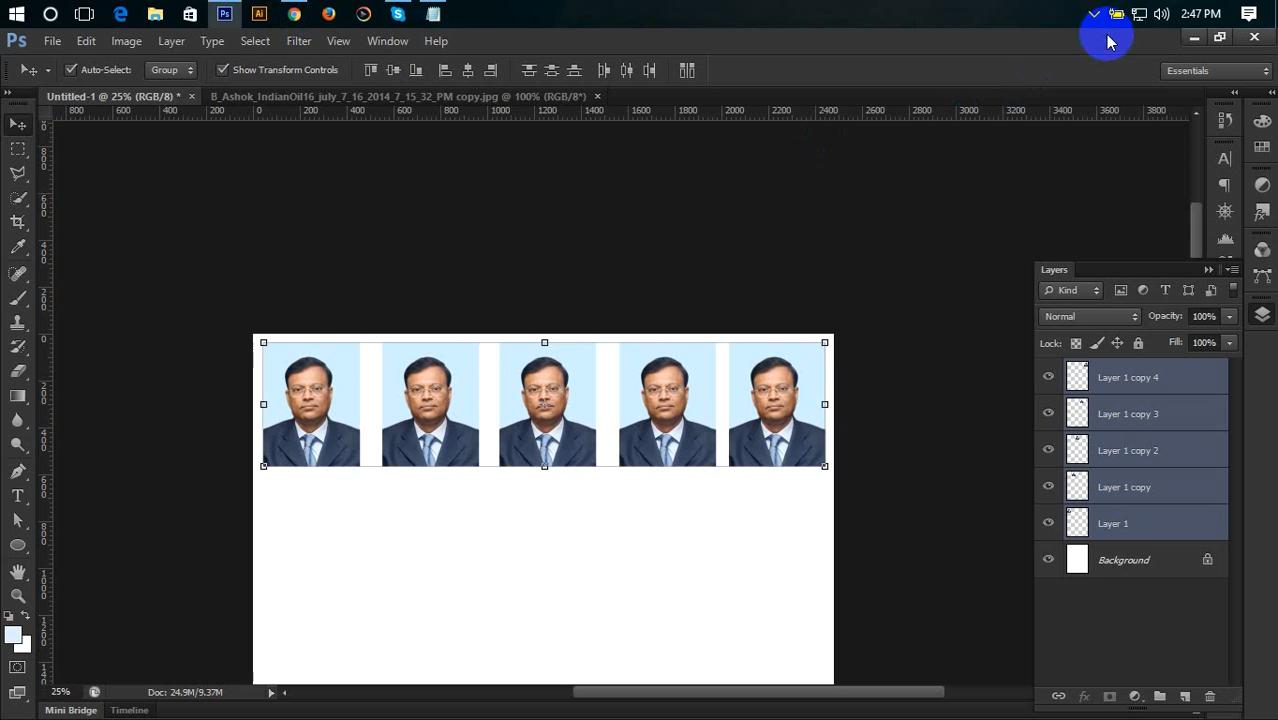 Ps Ai 2:47 PM
Ps File Edit Image Layer Type Select Filter 3D View Window Help
Auto-Select: Group Show Transform Controls Essentials
Untitled-1 @ 25% (RGB/8) * × B_Ashok_IndianOil16_july_7_16_2014_7_15_32_PM copy.jpg @ 100% (RGB/8*) ×
800 600 400 200 0 200 400 600 800 1000 1200 1400 1600 1800 2000 2200 2400 2600 2800 3000 3200 3400 3600 3800
Layers
Kind
Normal Opacity: 100%
Lock: Fill: 100%
Layer 1 copy 4
Layer 1 copy 3
Layer 1 copy 2
Layer 1 copy
Layer 1
Background
25% Doc: 24.9M/9.37M
Mini Bridge Timeline